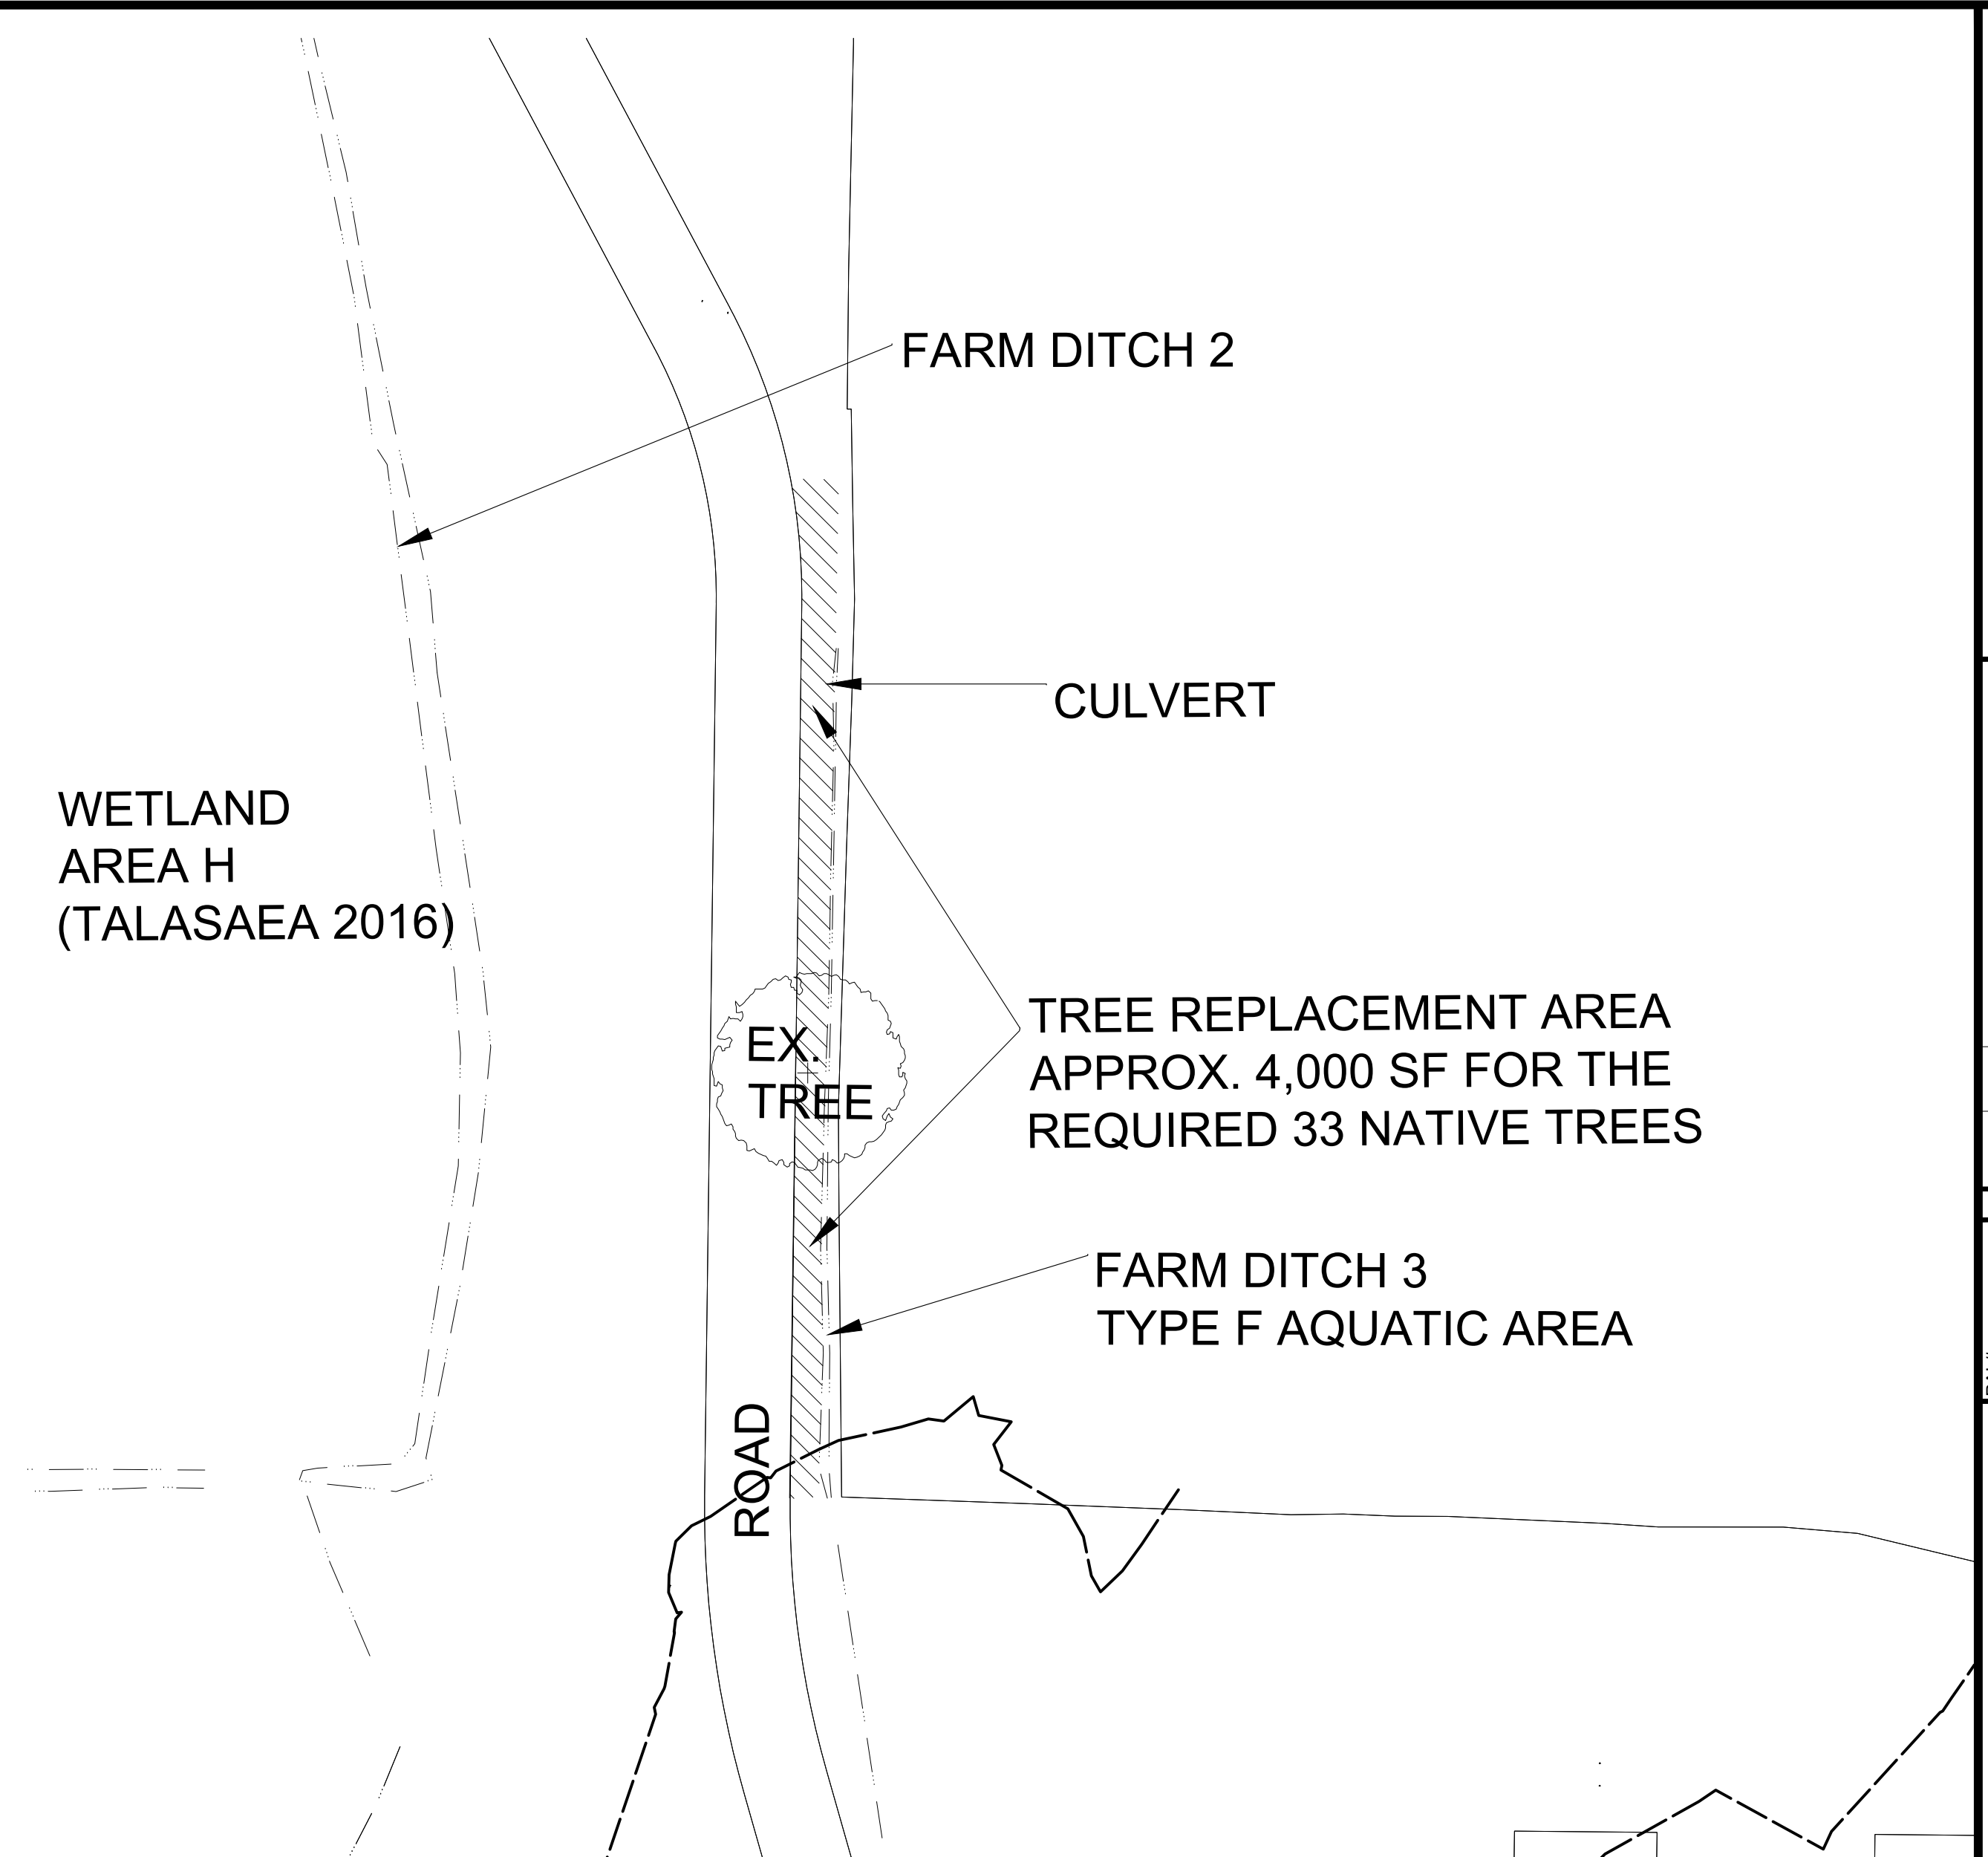 FARM DITCH 2
CULVERT
WETLAND
AREA H
(TALASAEA 2016)
EX.
TREE
TREE REPLACEMENT AREA
APPROX. 4,000 SF FOR THE
REQUIRED 33 NATIVE TREES
FARM DITCH 3
TYPE F AQUATIC AREA
ROAD